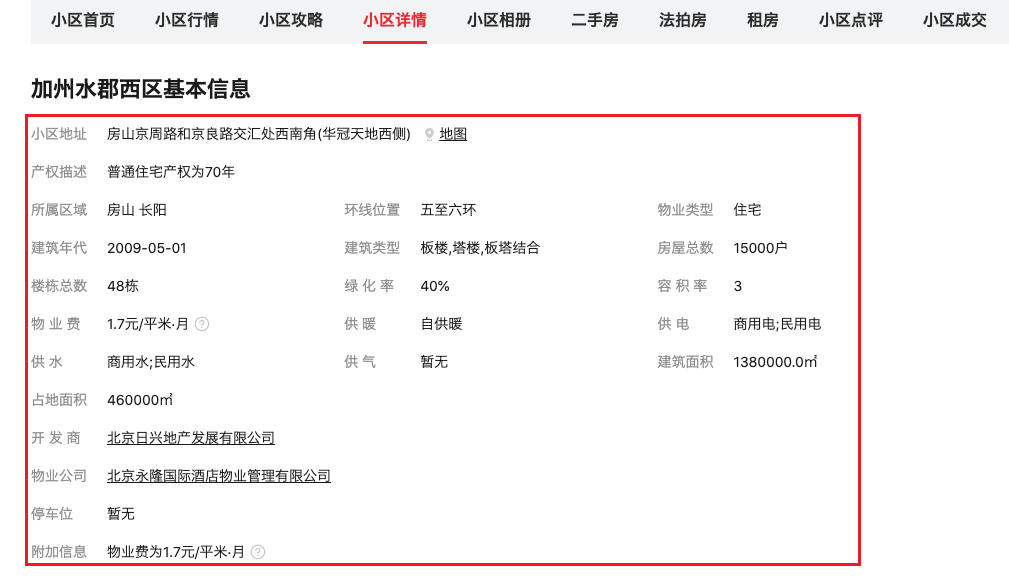 小区首页 小区行情 小区攻略 小区详情 小区相册 二手房 法拍房 租房 小区点评 小区成交
加州水郡西区基本信息
小区地址 房山京周路和京良路交汇处西南角(华冠天地西侧) 地图
产权描述 普通住宅产权为70年
所属区域 房山 长阳 环线位置 五至六环 物业类型 住宅
建筑年代 2009-05-01 建筑类型 板楼,塔楼,板塔结合 房屋总数 15000户
楼栋总数 48栋 绿 化 率 40% 容 积 率 3
物 业 费 1.7元/平米·月 ? 供 暖 自供暖 供 电 商用电;民用电
供 水 商用水;民用水 供 气 暂无 建筑面积 1380000.0㎡
占地面积 460000㎡
开 发 商 北京日兴地产发展有限公司
物业公司 北京永隆国际酒店物业管理有限公司
停车位 暂无
附加信息 物业费为1.7元/平米·月 ?